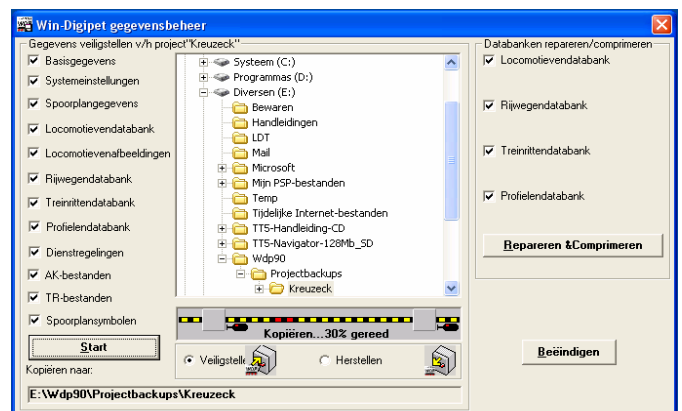 Win-Digipet gegevensbeheer
Gegevens veiligstellen v/h project"Kreuzeck"
Basisgegevens
Systemeinstellungen
Spoorplangegevens
Locomotievendatabank
Locomotievenafbeeldingen
Rijwegendatabank
Treinrittendatabank
Profielendatabank
Dienstregelingen
AK-bestanden
TR-bestanden
Spoorplansymbolen
Start
Systeem (C:)
Programmas (D:)
Diversen (E:)
Bewaren
Handleidingen
LDT
Mail
Microsoft
Mijn PSP-bestanden
Temp
Tijdelijke Internet-bestanden
TT5-Handleiding-CD
TT5-Navigator-128Mb_SD
Wdp90
Projectbackups
Kreuzeck
Kopiëren...30% gereed
Veiligstelle
Herstellen
Kopiëren naar:
E:\Wdp90\Projectbackups\Kreuzeck
Databanken repareren/comprimeren
Locomotievendatabank
Rijwegendatabank
Treinrittendatabank
Profielendatabank
Repareren &Comprimeren
Beëindigen